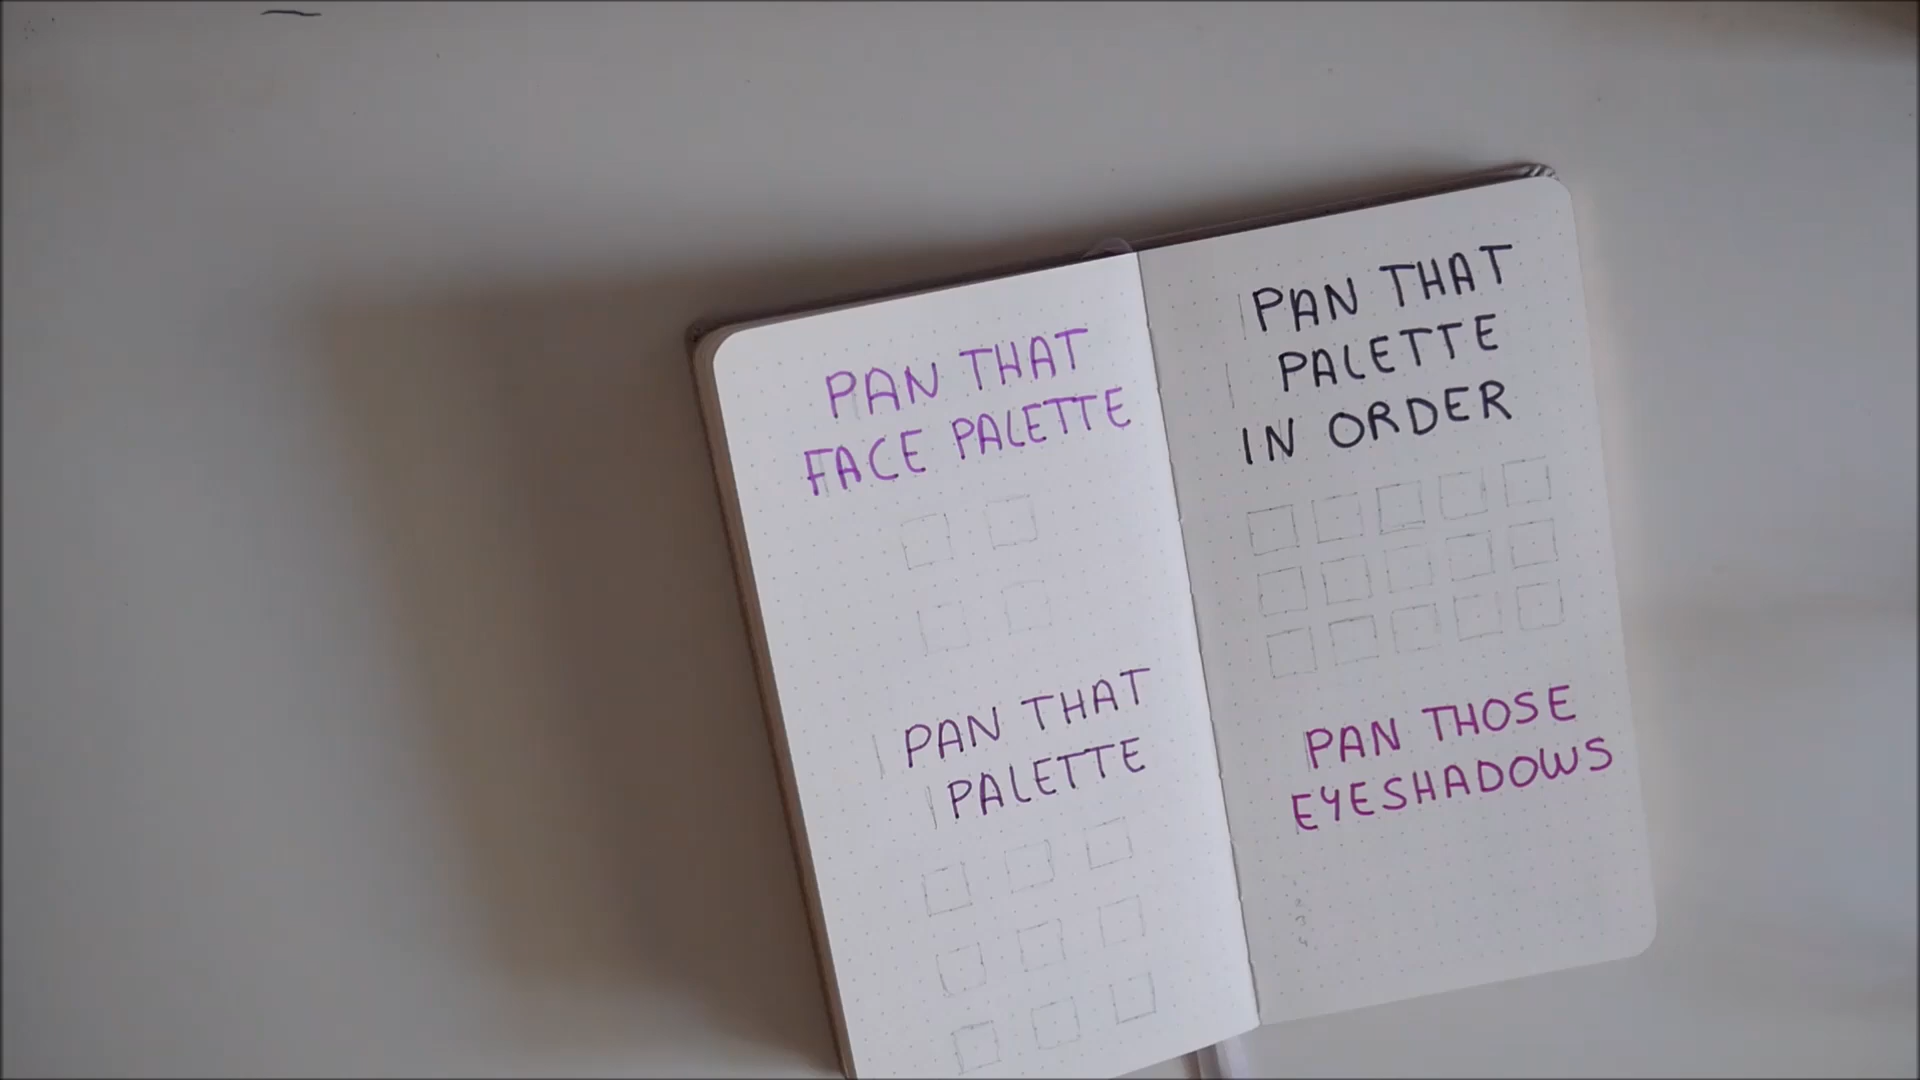 PAN THAT
FACE PALETTE
PAN THAT
PALETTE
PAN THAT
PALETTE
IN ORDER
PAN THOSE
EYESHADOWS